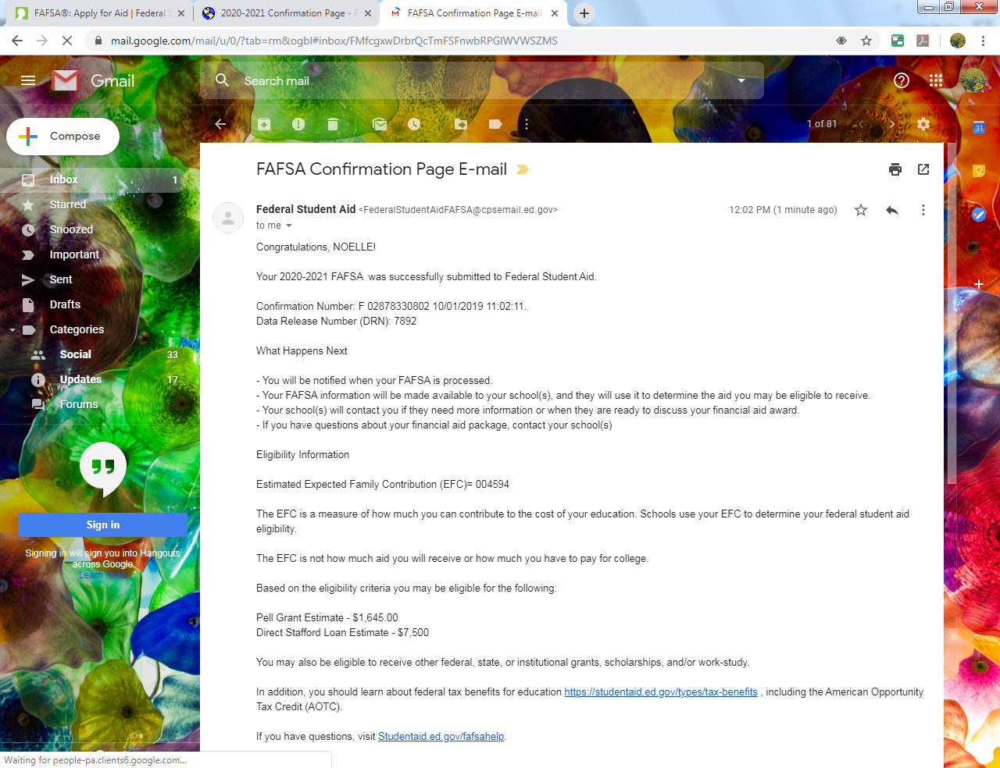 FAFSA®: Apply for Aid | Federal
2020-2021 Confirmation Page - F
FAFSA Confirmation Page E-mail
mail.google.com/mail/u/0/?tab=rm&ogbl#inbox/FMfcgxwDrbrQcTmFSFnwbRPGlWVWSZMS
Gmail
Search mail
Compose
1 of 81
31
Inbox 1
Starred
Snoozed
Important
Sent
Drafts
Categories
Social 33
Updates 17
Forums
Sign in
Signing in will sign you into Hangouts
across Google
Learn more
FAFSA Confirmation Page E-mail
Federal Student Aid <FederalStudentAidFAFSA@cpsemail.ed.gov>
12:02 PM (1 minute ago)
to me
Congratulations, NOELLE!
Your 2020-2021 FAFSA was successfully submitted to Federal Student Aid.
Confirmation Number: F 02878330802 10/01/2019 11:02:11.
Data Release Number (DRN): 7892
What Happens Next
- You will be notified when your FAFSA is processed.
- Your FAFSA information will be made available to your school(s), and they will use it to determine the aid you may be eligible to receive.
- Your school(s) will contact you if they need more information or when they are ready to discuss your financial aid award.
- If you have questions about your financial aid package, contact your school(s)
Eligibility Information
Estimated Expected Family Contribution (EFC)= 004594
The EFC is a measure of how much you can contribute to the cost of your education. Schools use your EFC to determine your federal student aid
eligibility.
The EFC is not how much aid you will receive or how much you have to pay for college.
Based on the eligibility criteria you may be eligible for the following:
Pell Grant Estimate - $1,645.00
Direct Stafford Loan Estimate - $7,500
You may also be eligible to receive other federal, state, or institutional grants, scholarships, and/or work-study.
In addition, you should learn about federal tax benefits for education https://studentaid.ed.gov/types/tax-benefits , including the American Opportunity
Tax Credit (AOTC).
If you have questions, visit Studentaid.ed.gov/fafsahelp.
Waiting for people-pa.clients6.google.com...